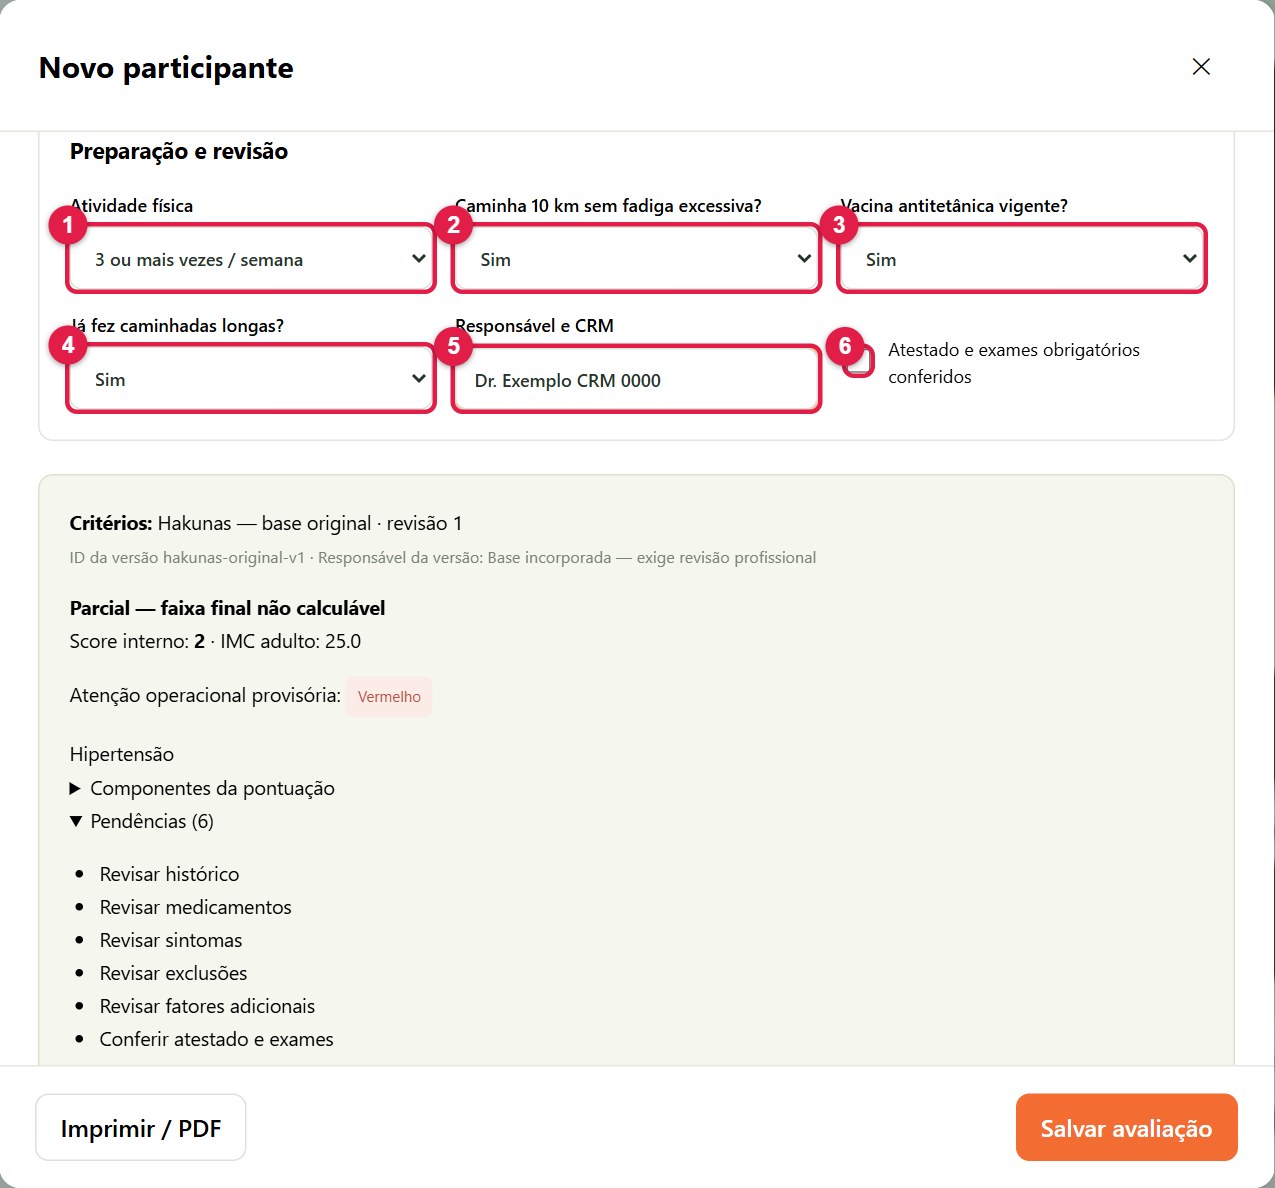 Novo participante
Preparação e revisão
Atividade física
Caminha 10 km sem fadiga excessiva?
Vacina antitetânica vigente?
1
2
3
3 ou mais vezes / semana
Sim
Sim
Já fez caminhadas longas?
Responsável e CRM
4
5
6
Sim
Dr. Exemplo CRM 0000
Atestado e exames obrigatórios
conferidos
Critérios: Hakunas — base original · revisão 1
ID da versão hakunas-original-v1 · Responsável da versão: Base incorporada — exige revisão profissional
Parcial — faixa final não calculável
Score interno: 2 · IMC adulto: 25.0
Atenção operacional provisória: Vermelho
Hipertensão
▶ Componentes da pontuação
▼ Pendências (6)
• Revisar histórico
• Revisar medicamentos
• Revisar sintomas
• Revisar exclusões
• Revisar fatores adicionais
• Conferir atestado e exames
Imprimir / PDF
Salvar avaliação